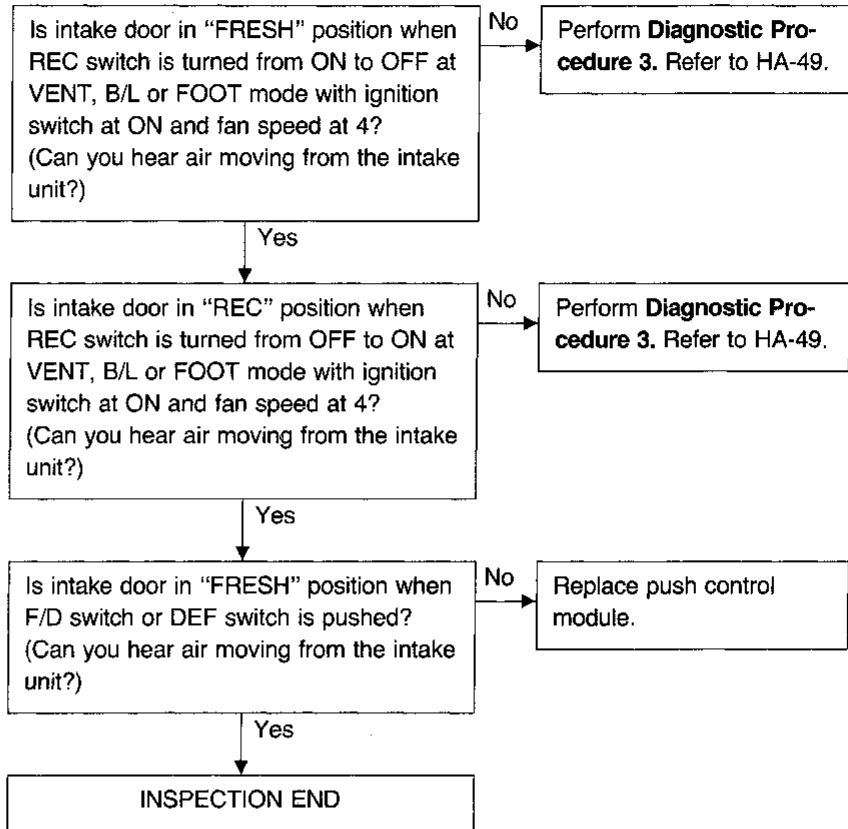 Is intake door in "FRESH" position when
REC switch is turned from ON to OFF at
VENT, B/L or FOOT mode with ignition
switch at ON and fan speed at 4?
(Can you hear air moving from the intake
unit?)
No
Perform Diagnostic Pro-
cedure 3. Refer to HA-49.
Yes
Is intake door in "REC" position when
REC switch is turned from OFF to ON at
VENT, B/L or FOOT mode with ignition
switch at ON and fan speed at 4?
(Can you hear air moving from the intake
unit?)
No
Perform Diagnostic Pro-
cedure 3. Refer to HA-49.
Yes
Is intake door in "FRESH" position when
F/D switch or DEF switch is pushed?
(Can you hear air moving from the intake
unit?)
No
Replace push control
module.
Yes
INSPECTION END